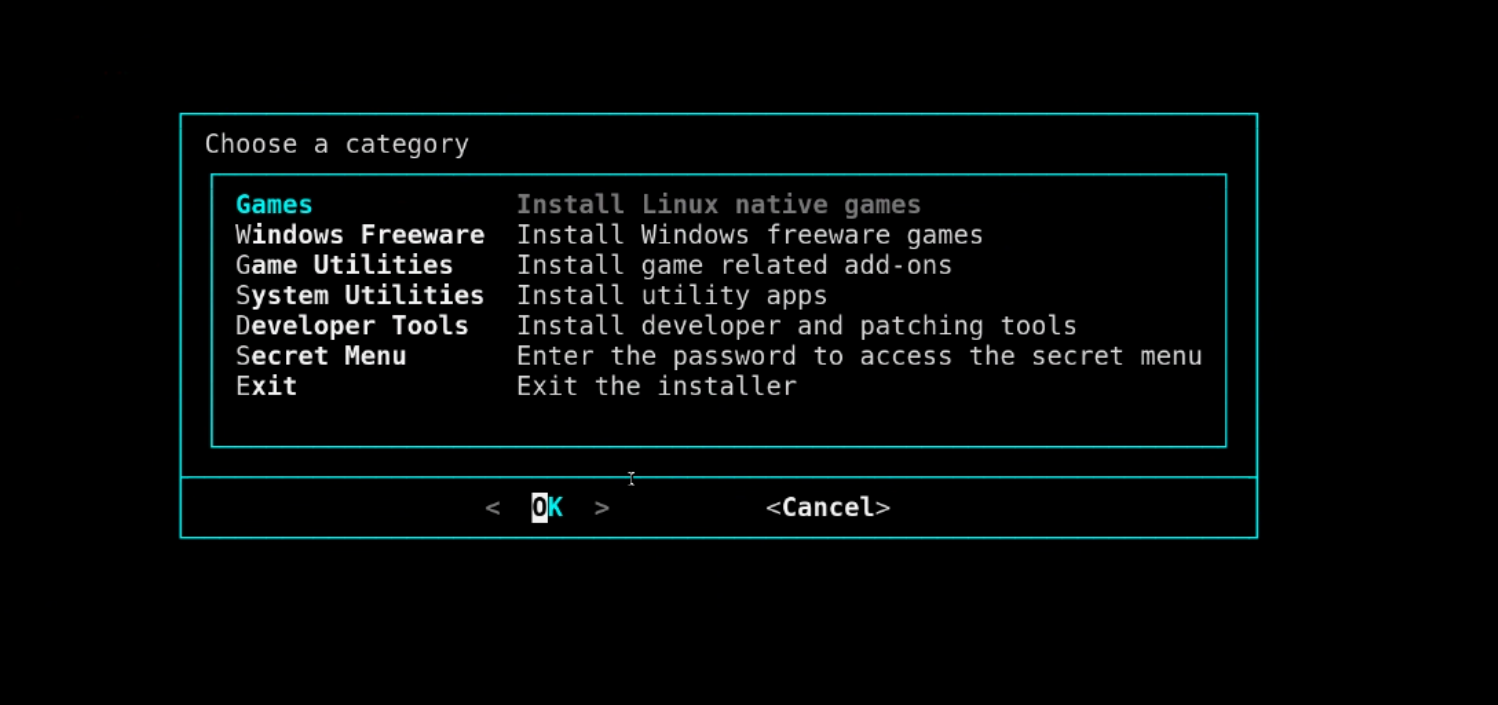 Choose a category
Games Install Linux native games
Windows Freeware Install Windows freeware games
Game Utilities Install game related add-ons
System Utilities Install utility apps
Developer Tools Install developer and patching tools
Secret Menu Enter the password to access the secret menu
Exit Exit the installer
< OK > <Cancel>